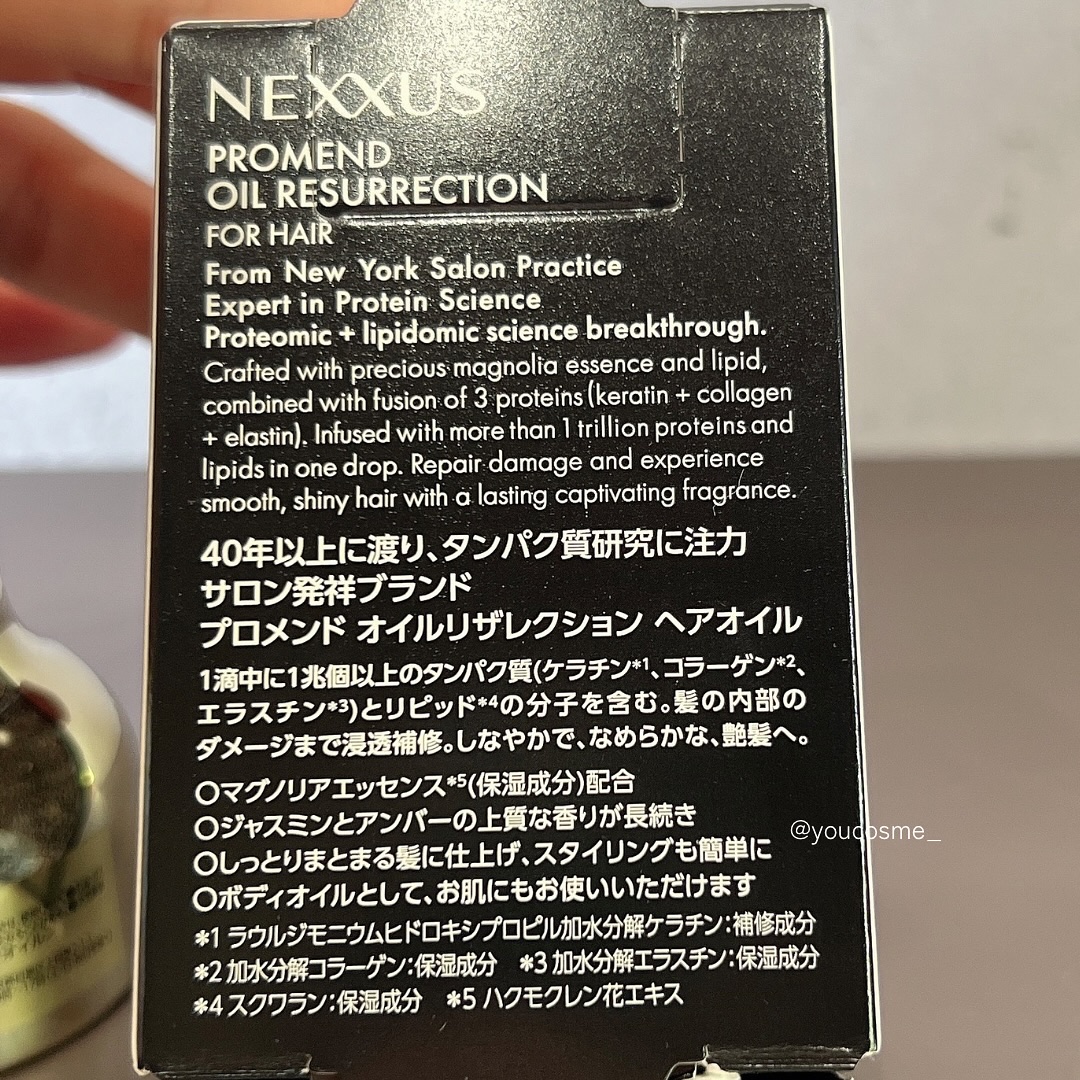 NEXXUS
PROMEND
OIL RESURRECTION
FOR HAIR
From New York Salon Practice
Expert in Protein Science
Proteomic + lipidomic science breakthrough.
Crafted with precious magnolia essence and lipid,
combined with fusion of 3 proteins (keratin + collagen
+ elastin). Infused with more than 1 trillion proteins and
lipids in one drop. Repair damage and experience
smooth, shiny hair with a lasting captivating fragrance.
40年以上に渡り、タンパク質研究に注力
サロン発祥ブランド
プロメンド オイルリザレクション ヘアオイル
1滴中に1兆個以上のタンパク質(ケラチン*1、コラーゲン*2、
エラスチン*3)とリピッド*4の分子を含む。髪の内部の
ダメージまで浸透補修。しなやかで、なめらかな、艶髪へ。
○マグノリアエッセンス*5(保湿成分)配合
○ジャスミンとアンバーの上質な香りが長続き
○しっとりまとまる髪に仕上げ、スタイリングも簡単に
○ボディオイルとして、お肌にもお使いいただけます
*1 ラウルジモニウムヒドロキシプロピル加水分解ケラチン：補修成分
*2 加水分解コラーゲン：保湿成分 *3 加水分解エラスチン：保湿成分
*4 スクワラン：保湿成分 *5 ハクモクレン花エキス
@youcosme_